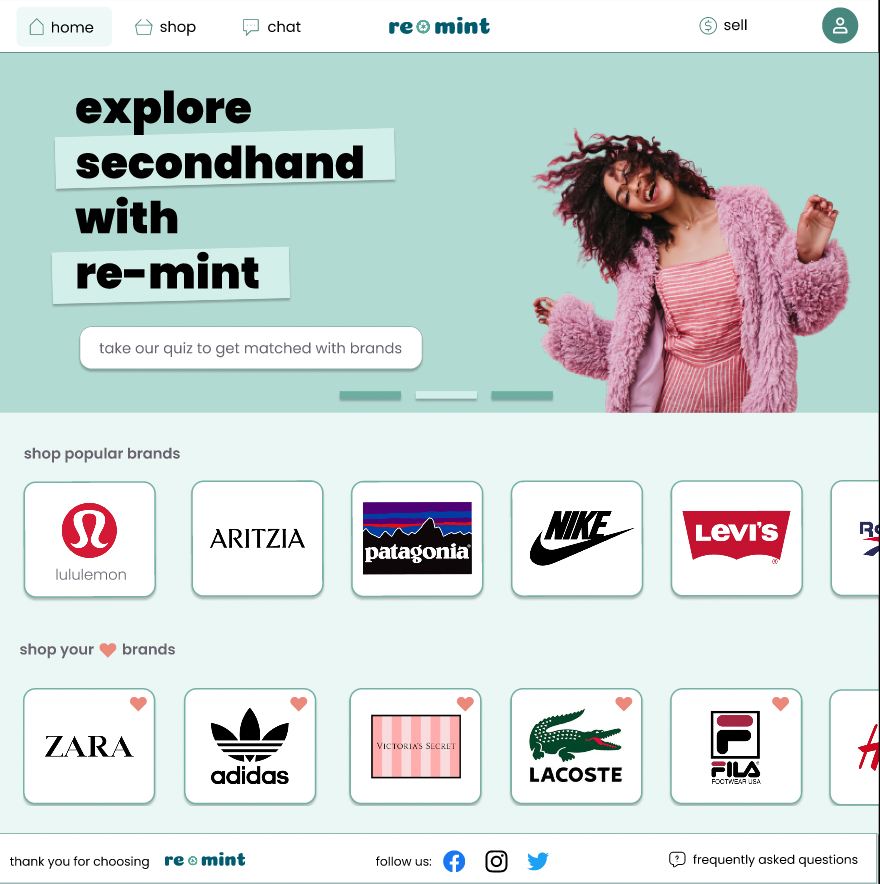 home
shop
chat
re mint
sell
explore
secondhand
with
re-mint
take our quiz to get matched with brands
shop popular brands
lululemon
ARITZIA
patagonia®
NIKE
LEVI'S
®
shop your brands
ZARA
adidas
VICTORIA'S SECRET
LACOSTE
FILA
FOOTWEAR USA
thank you for choosing
re mint
follow us:
frequently asked questions